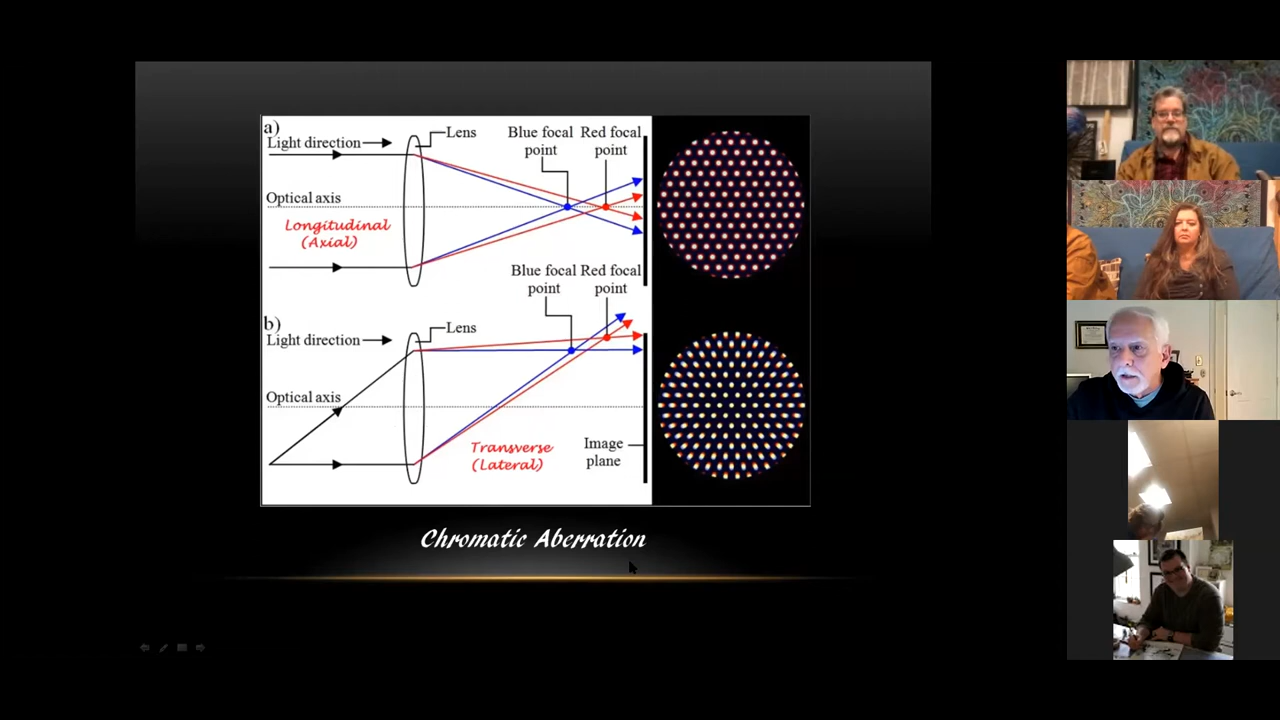 a)
Light direction
Lens
Blue focal
point
Red focal
point
Optical axis
Longitudinal
(Axial)
Blue focal
point
Red focal
point
b)
Light direction
Lens
Optical axis
Transverse
(Lateral)
Image
plane
Chromatic Aberration